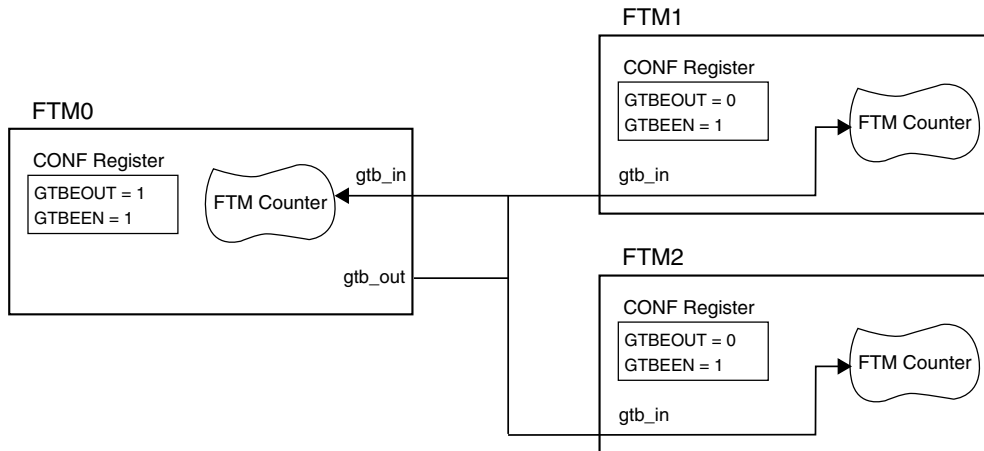 FTM0
CONF Register
GTBEOUT = 1
GTBEEN = 1
FTM Counter
gtb_in
gtb_out
FTM1
CONF Register
GTBEOUT = 0
GTBEEN = 1
FTM Counter
gtb_in
FTM2
CONF Register
GTBEOUT = 0
GTBEEN = 1
FTM Counter
gtb_in